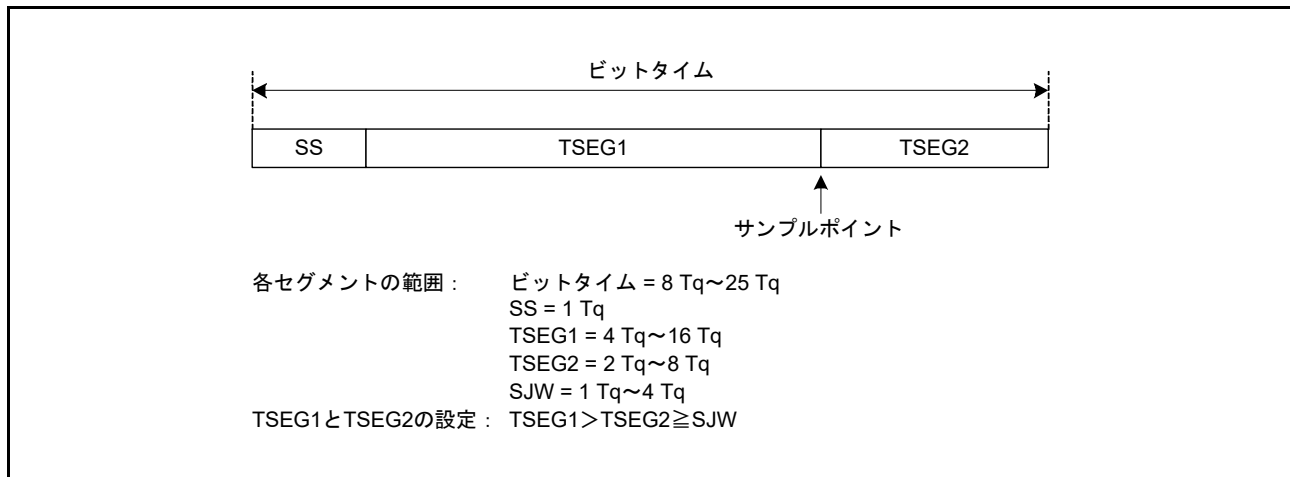 ビットタイム
SS TSEG1 TSEG2
サンプルポイント
各セグメントの範囲： ビットタイム = 8 Tq～25 Tq
SS = 1 Tq
TSEG1 = 4 Tq～16 Tq
TSEG2 = 2 Tq～8 Tq
SJW = 1 Tq～4 Tq
TSEG1とTSEG2の設定： TSEG1＞TSEG2≧SJW